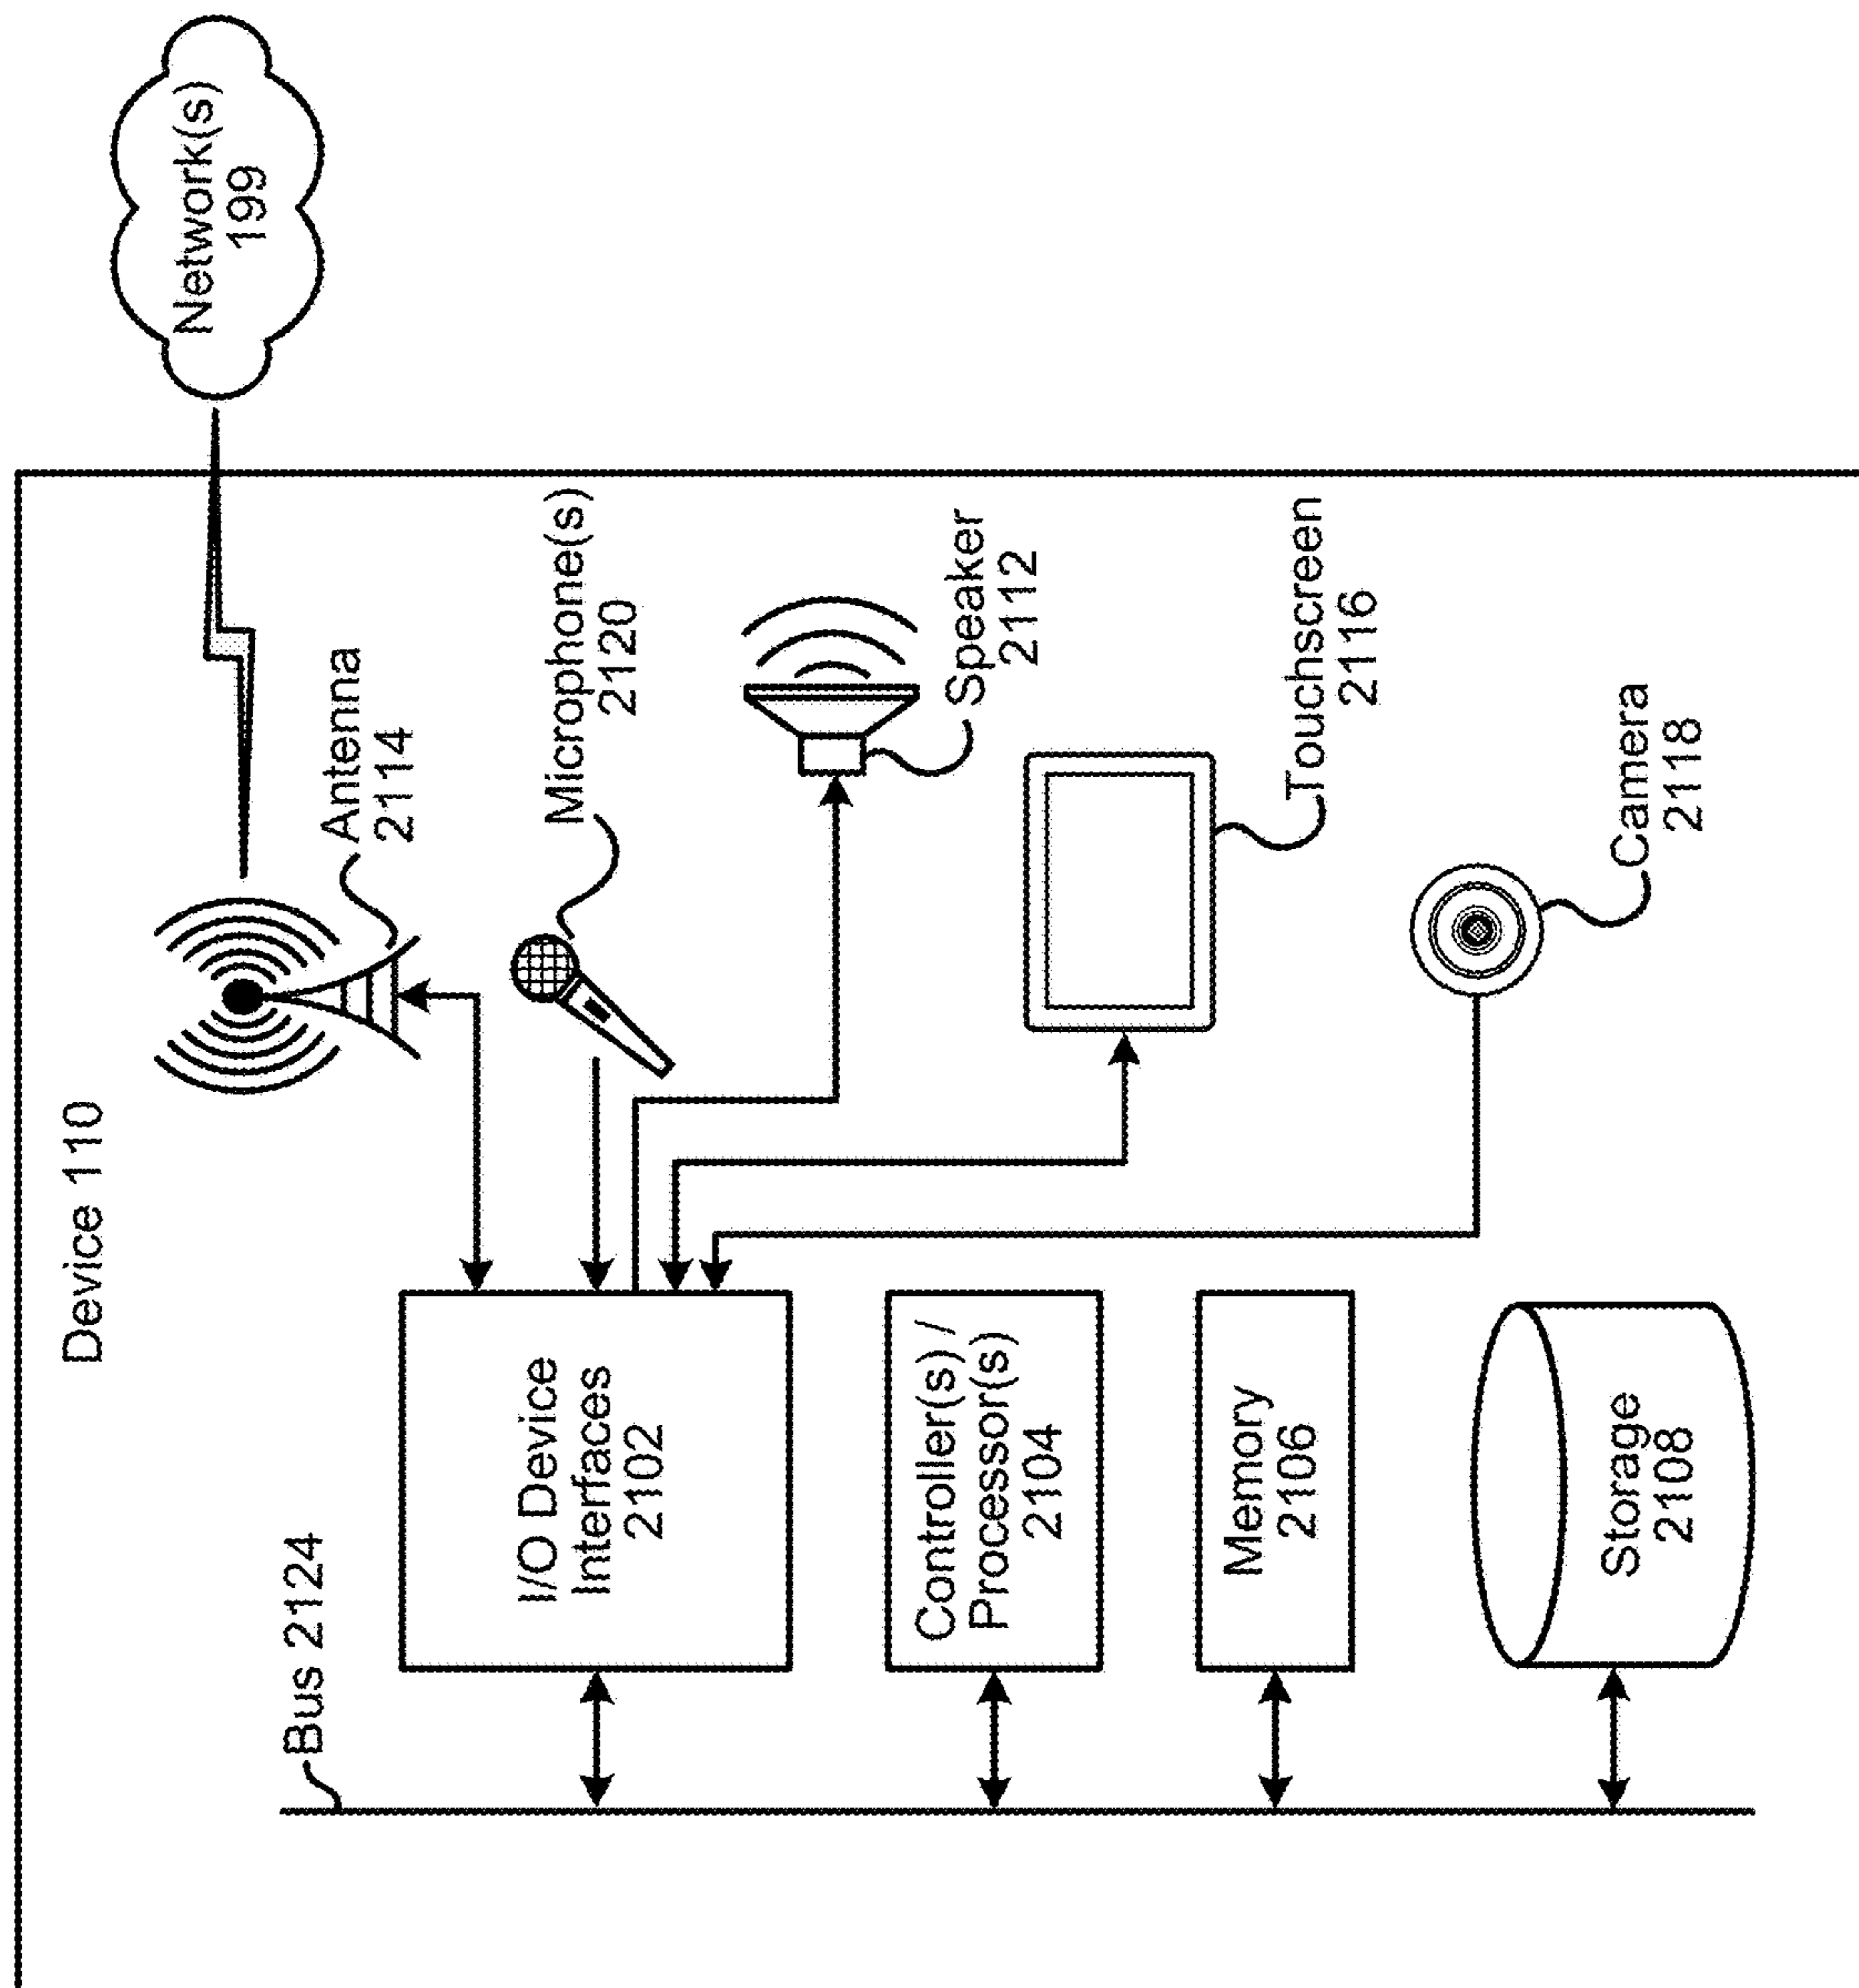 Device 110
Network(s)
199
Bus 2124
Antenna
2114
I/O Device
Interfaces
2102
Microphone(s)
2120
Speaker
2112
Controller(s) /
Processor(s)
2104
Touchscreen
2116
Memory
2106
Camera
2118
Storage
2108